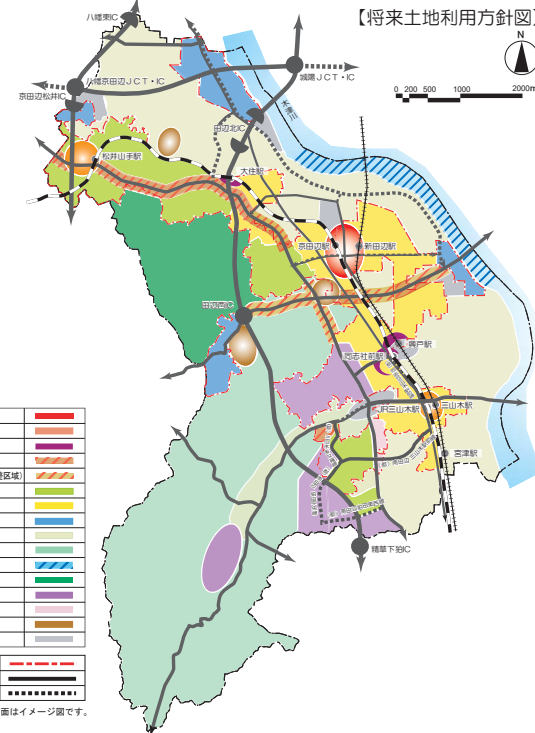 【将来土地利用方針図】
N
0 200 500 1000 2000m
八幡東IC
八幡京田辺JCT・IC
城陽JCT・IC
京田辺松井IC
木津川
田辺北IC
松井山手駅
大住駅
京田辺駅
新田辺駅
田辺西IC
興戸駅
同志社前駅
JR三山木駅
三山木駅
宮津駅
精華下狛IC
区域)
面はイメージ図です。